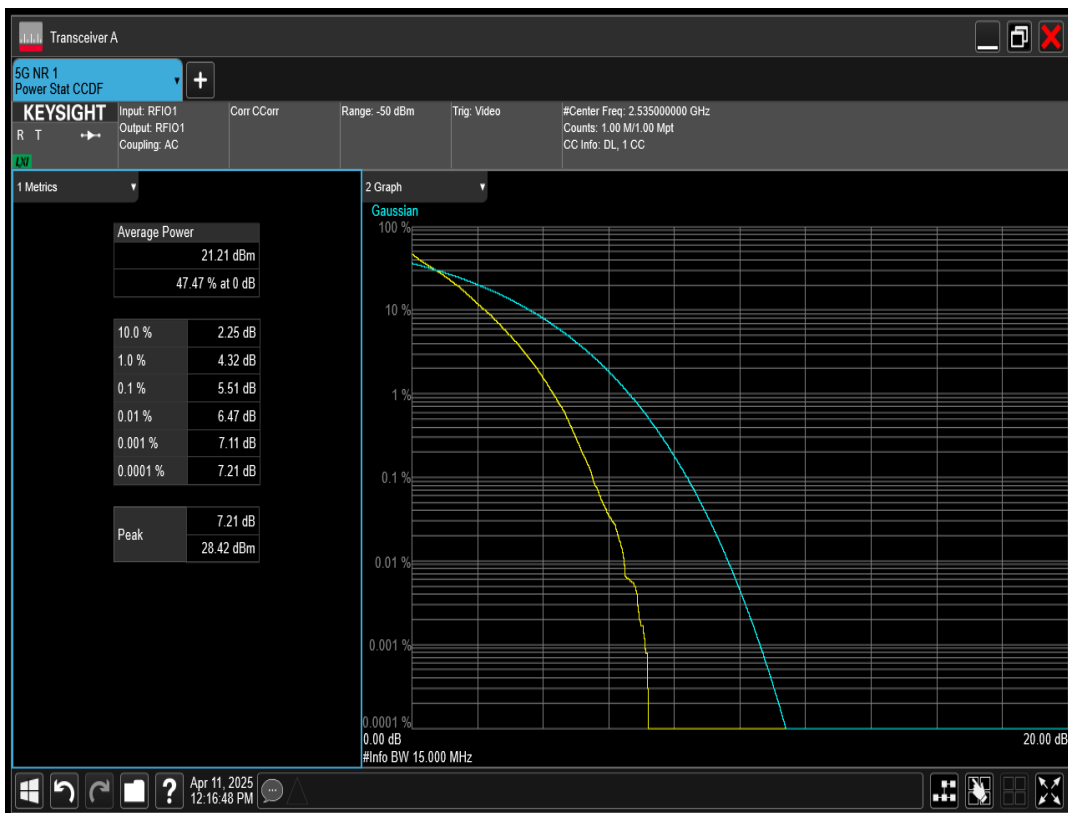 Transceiver A
5G NR 1
Power Stat CCDF
+
KEYSIGHT
R T
LXI
Input: RFIO1
Output: RFIO1
Coupling: AC
Corr CCorr
Range: -50 dBm
Trig: Video
#Center Freq: 2.535000000 GHz
Counts: 1.00 M/1.00 Mpt
CC Info: DL, 1 CC
1 Metrics
Average Power
21.21 dBm
47.47 % at 0 dB
10.0 % 2.25 dB
1.0 % 4.32 dB
0.1 % 5.51 dB
0.01 % 6.47 dB
0.001 % 7.11 dB
0.0001 % 7.21 dB
Peak
7.21 dB
28.42 dBm
2 Graph
Gaussian
100 %
10 %
1 %
0.1 %
0.01 %
0.001 %
0.0001 %
0.00 dB
20.00 dB
#Info BW 15.000 MHz
?
Apr 11, 2025
12:16:48 PM